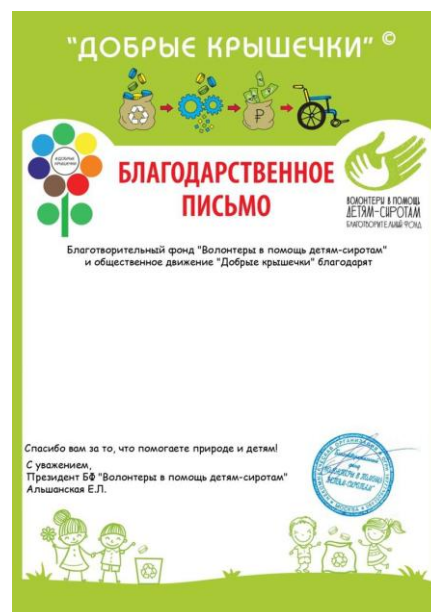 "ДОБРЫЕ КРЫШЕЧКИ" ©
₽
БЛАГОДАРСТВЕННОЕ
ПИСЬМО
ВОЛОНТЕРЫ В ПОМОЩЬ
ДЕТЯМ-СИРОТАМ
БЛАГОТВОРИТЕЛЬНЫЙ ФОНД
Благотворительный фонд "Волонтеры в помощь детям-сиротам"
и общественное движение "Добрые крышечки" благодарят
Спасибо вам за то, что помогаете природе и детям!
С уважением,
Президент БФ "Волонтеры в помощь детям-сиротам"
Альшанская Е.Л.